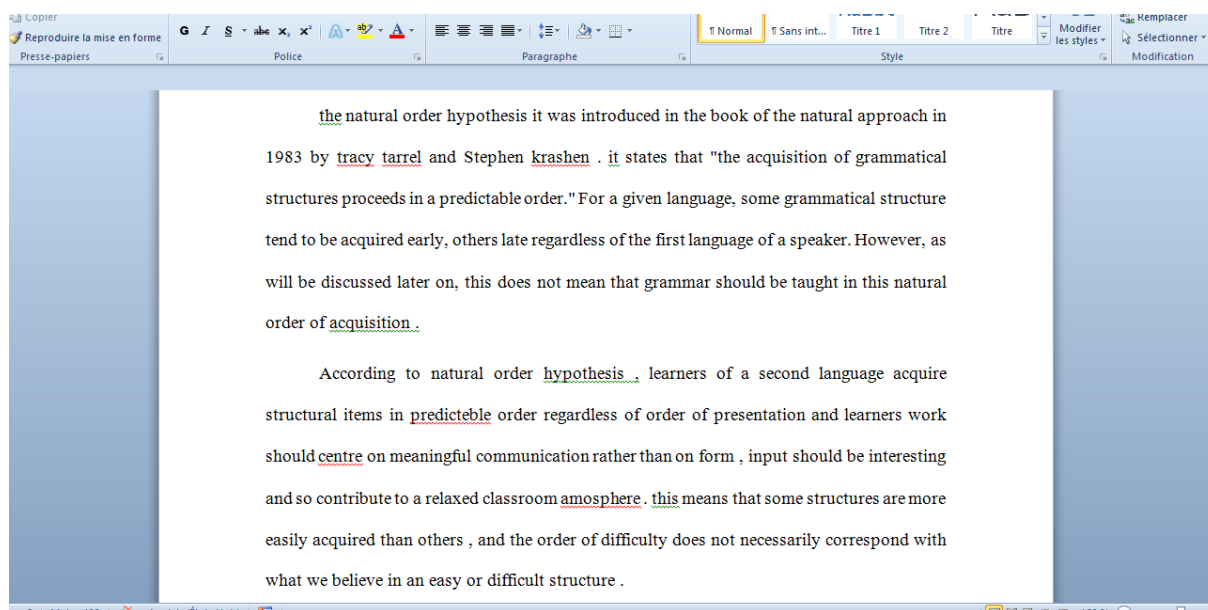 Copier
Reproduire la mise en forme
G I S abc x₂ x² A ab A
¶ Normal ¶ Sans int... Titre 1 Titre 2 Titre
Modifier les styles
Remplacer
Sélectionner
Presse-papiers Police Paragraphe Style Modification
the natural order hypothesis it was introduced in the book of the natural approach in
1983 by tracy tarrel and Stephen krashen . it states that "the acquisition of grammatical
structures proceeds in a predictable order." For a given language, some grammatical structure
tend to be acquired early, others late regardless of the first language of a speaker. However, as
will be discussed later on, this does not mean that grammar should be taught in this natural
order of acquisition .
According to natural order hypothesis , learners of a second language acquire
structural items in predicteble order regardless of order of presentation and learners work
should centre on meaningful communication rather than on form , input should be interesting
and so contribute to a relaxed classroom amosphere . this means that some structures are more
easily acquired than others , and the order of difficulty does not necessarily correspond with
what we believe in an easy or difficult structure .